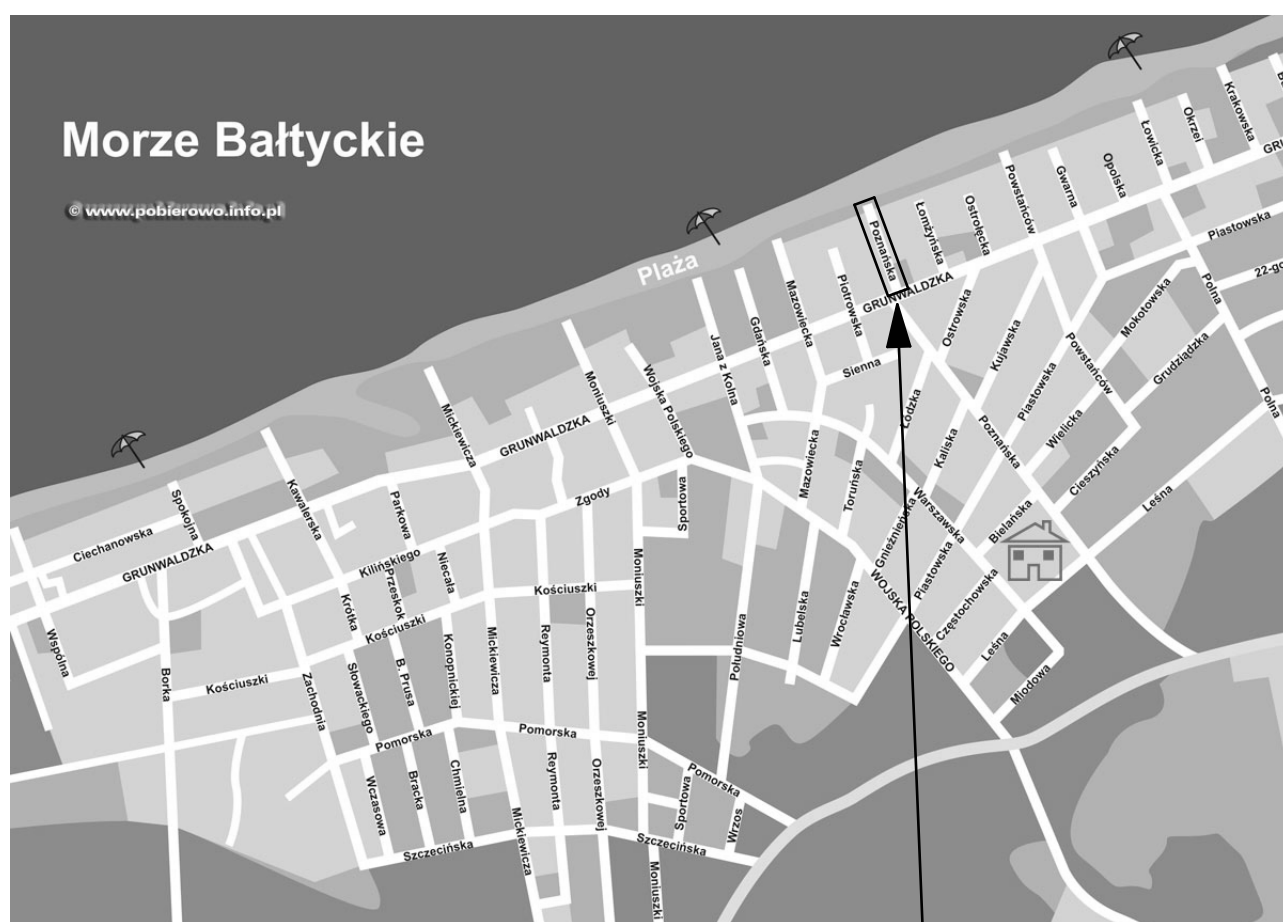 Morze Bałtyckie
© www.pobierowo.info.pl
Plaża
Krakowska
Okrzei
Łowicka
Opolska
Gwarna
Powstańców
Ostrołęcka
Łomżyńska
Poznańska
GRUNWALDZKA
Piastowska
22-go
Polna
Mokotowska
Grudziądzka
Polna
Powstańców
Piastowska
Kujawska
Ostrowska
Piotrowska
Mazowiecka
Gdańska
Jana z Kolna
Sienna
Wojska Polskiego
Moniuszki
Mickiewicza
GRUNWALDZKA
Łódzka
Kaliska
Wielicka
Poznańska
Cieszyńska
Leśna
Bielańska
Warszawska
Mazowiecka
Toruńska
Gnieźnieńska
Zgody
Sportowa
Kawalerska
Parkowa
Spokojna
Ciechanowska
GRUNWALDZKA
Kilińskiego
Niecała
Przeskok
Krótka
Kościuszki
Kościuszki
Moniuszki
Piastowska
Częstochowska
WOJSKA POLSKIEGO
Wrocławska
Lubelska
Południowa
Leśna
Miodowa
Wspólna
Borka
Kościuszki
Zachodnia
Słowackiego
B. Prusa
Konopnickiej
Mickiewicza
Reymonta
Orzeszkowej
Pomorska
Pomorska
Moniuszki
Pomorska
Wczasowa
Bracka
Chmielna
Reymonta
Orzeszkowej
Sportowa
Wrzos
Mickiewicza
Szczecińska
Szczecińska
Moniuszki